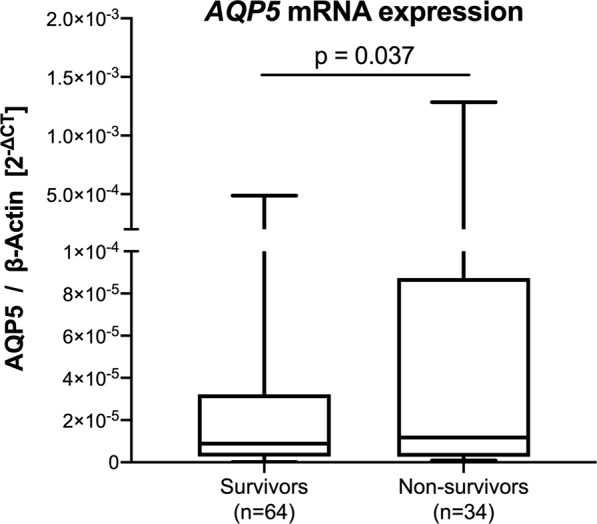 AQP5 mRNA expression
p = 0.037
AQP5 / β-Actin [2-ΔCT]
2.0×10-3
1.5×10-3
1.0×10-3
5.0×10-4
1×10-4
8×10-5
6×10-5
4×10-5
2×10-5
0
Survivors
(n=64)
Non-survivors
(n=34)